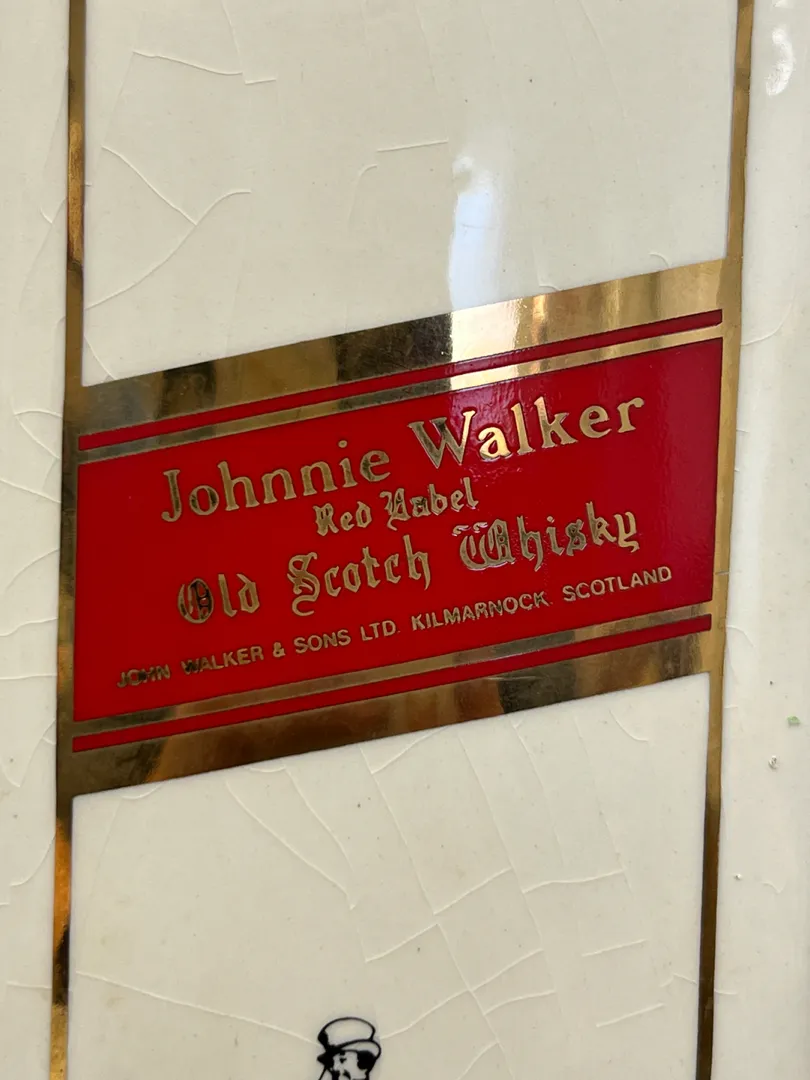 Johnnie Walker
Red Label
Old Scotch Whisky
JOHN WALKER & SONS LTD. KILMARNOCK. SCOTLAND